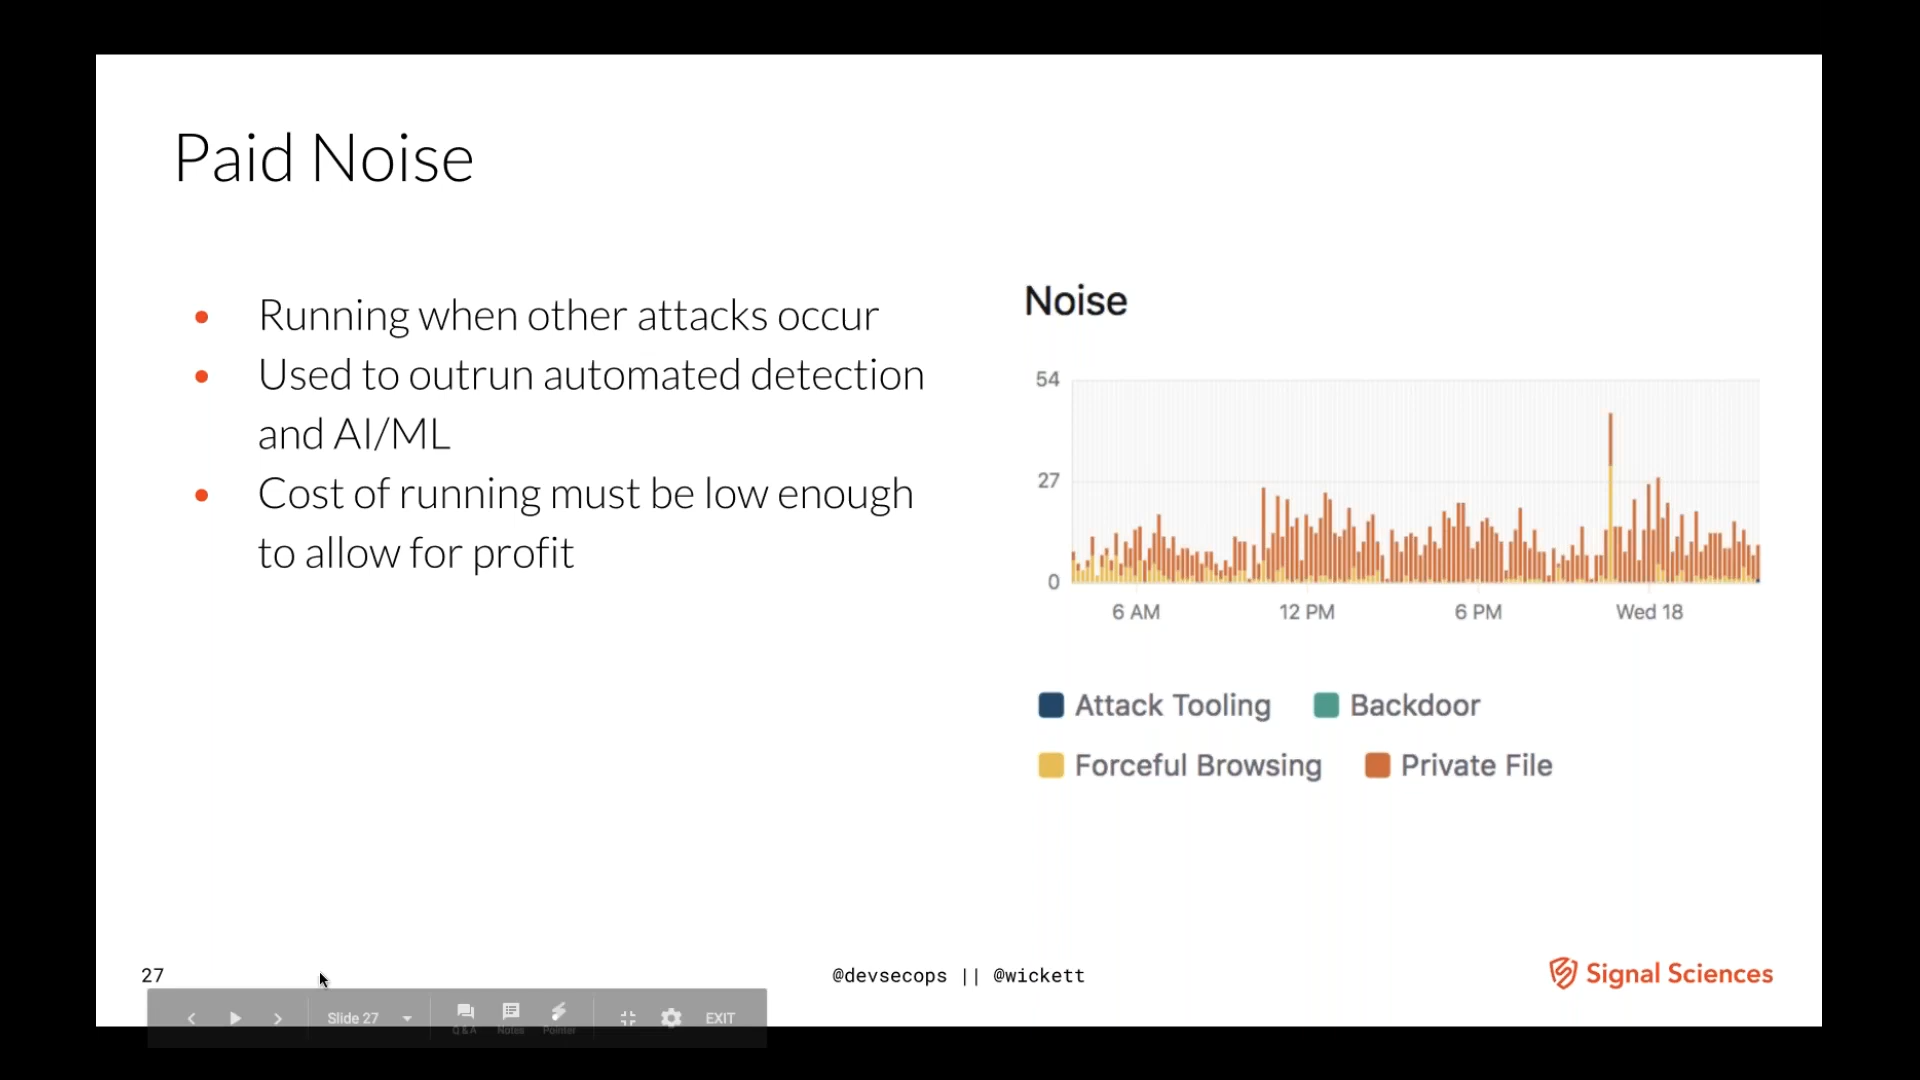 Paid Noise
Running when other attacks occur
Used to outrun automated detection
and AI/ML
Cost of running must be low enough
to allow for profit
Noise
54
27
0
6 AM 12 PM 6 PM Wed 18
Attack Tooling Backdoor
Forceful Browsing Private File
27
@devsecops || @wickett
Signal Sciences
Slide 27
Q&A Notes Pointer
EXIT